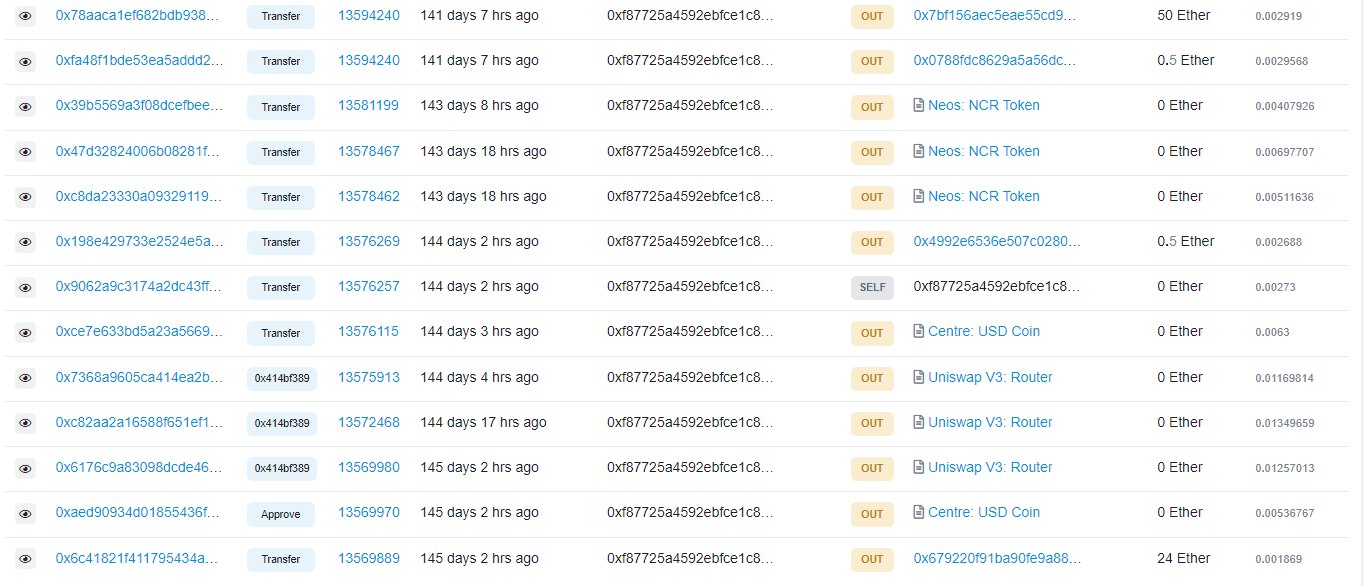 0x78aaca1ef682bdb938... Transfer 13594240 141 days 7 hrs ago 0xf87725a4592ebfce1c8... OUT 0x7bf156aec5eae55cd9... 50 Ether 0.002919
0xfa48f1bde53ea5addd2... Transfer 13594240 141 days 7 hrs ago 0xf87725a4592ebfce1c8... OUT 0x0788fdc8629a5a56dc... 0.5 Ether 0.0029568
0x39b5569a3f08dcefbee... Transfer 13581199 143 days 8 hrs ago 0xf87725a4592ebfce1c8... OUT Neos: NCR Token 0 Ether 0.00407926
0x47d32824006b08281f... Transfer 13578467 143 days 18 hrs ago 0xf87725a4592ebfce1c8... OUT Neos: NCR Token 0 Ether 0.00697707
0xc8da23330a09329119... Transfer 13578462 143 days 18 hrs ago 0xf87725a4592ebfce1c8... OUT Neos: NCR Token 0 Ether 0.00511636
0x198e429733e2524e5a... Transfer 13576269 144 days 2 hrs ago 0xf87725a4592ebfce1c8... OUT 0x4992e6536e507c0280... 0.5 Ether 0.002688
0x9062a9c3174a2dc43ff... Transfer 13576257 144 days 2 hrs ago 0xf87725a4592ebfce1c8... SELF 0xf87725a4592ebfce1c8... 0 Ether 0.00273
0xce7e633bd5a23a5669... Transfer 13576115 144 days 3 hrs ago 0xf87725a4592ebfce1c8... OUT Centre: USD Coin 0 Ether 0.0063
0x7368a9605ca414ea2b... 0x414bf389 13575913 144 days 4 hrs ago 0xf87725a4592ebfce1c8... OUT Uniswap V3: Router 0 Ether 0.01169814
0xc82aa2a16588f651ef1... 0x414bf389 13572468 144 days 17 hrs ago 0xf87725a4592ebfce1c8... OUT Uniswap V3: Router 0 Ether 0.01349659
0x6176c9a83098dcde46... 0x414bf389 13569980 145 days 2 hrs ago 0xf87725a4592ebfce1c8... OUT Uniswap V3: Router 0 Ether 0.01257013
0xaed90934d01855436f... Approve 13569970 145 days 2 hrs ago 0xf87725a4592ebfce1c8... OUT Centre: USD Coin 0 Ether 0.00536767
0x6c41821f411795434a... Transfer 13569889 145 days 2 hrs ago 0xf87725a4592ebfce1c8... OUT 0x679220f91ba90fe9a88... 24 Ether 0.001869